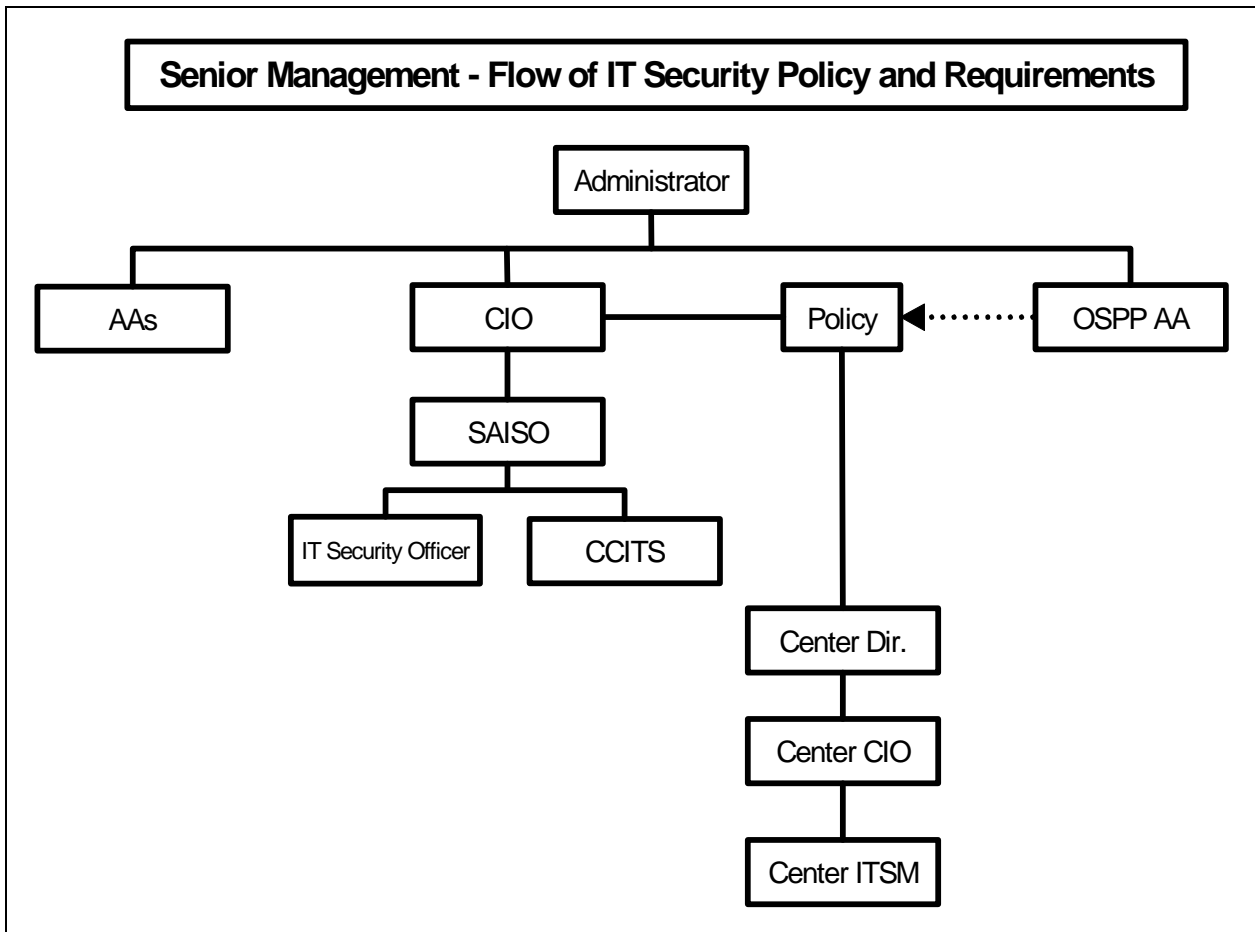 Senior Management - Flow of IT Security Policy and Requirements
Administrator
AAs
CIO
Policy
OSPP AA
SAISO
IT Security Officer
CCITS
Center Dir.
Center CIO
Center ITSM